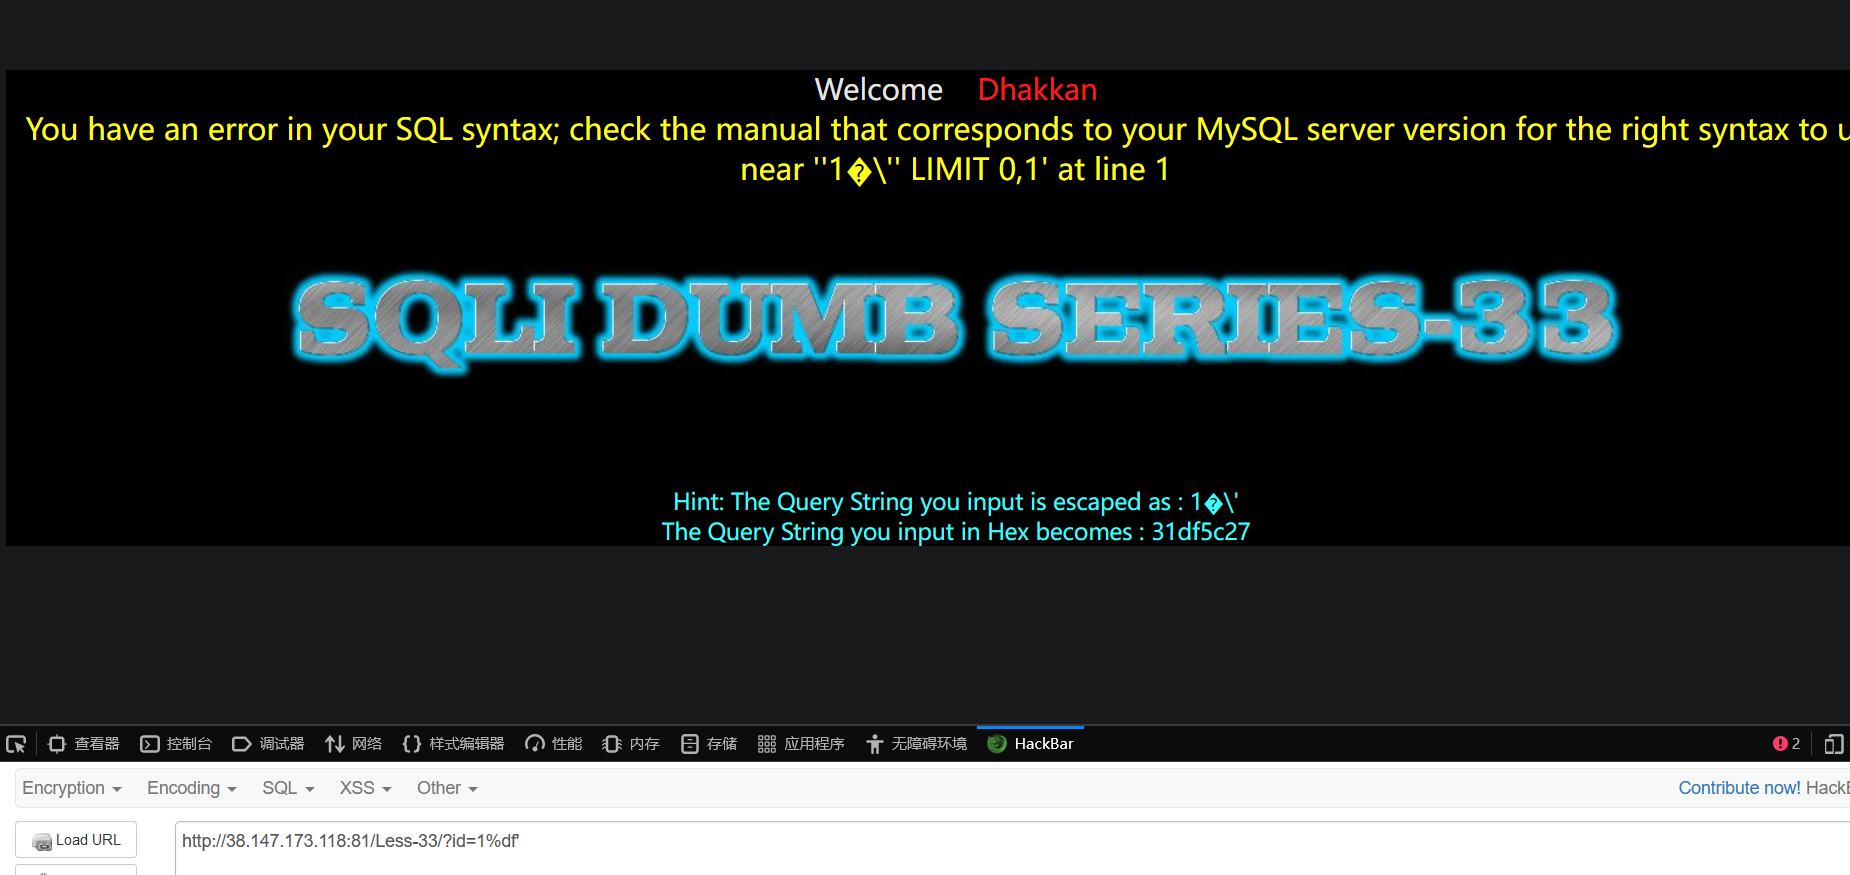 Welcome Dhakkan
You have an error in your SQL syntax; check the manual that corresponds to your MySQL server version for the right syntax to u
near ''1�\'' LIMIT 0,1' at line 1
SQLI DUMB SERIES-33
Hint: The Query String you input is escaped as : 1�\'
The Query String you input in Hex becomes : 31df5c27
查看器 控制台 调试器 网络 {} 样式编辑器 性能 内存 存储 应用程序 无障碍环境 HackBar 2
Encryption Encoding SQL XSS Other Contribute now! HackB
Load URL http://38.147.173.118:81/Less-33/?id=1%df'